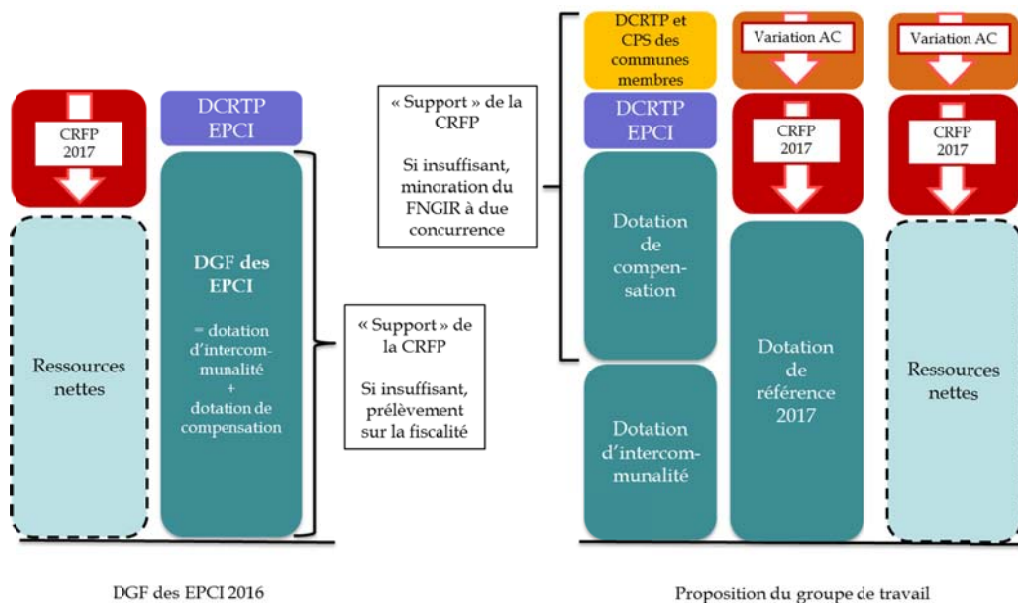 CRFP
2017
Ressources
nettes
DCRTP
EPCI
DGF des
EPCI
= dotation
d'intercom-
munalité
+
dotation de
compensation
« Support » de
la CRFP
Si insuffisant,
prélèvement
sur la fiscalité
DGF des EPCI 2016
« Support » de la
CRFP
Si insuffisant,
minoration du
FNGIR à due
concurrence
DCRTP et
CPS des
communes
membres
DCRTP
EPCI
Dotation
de
compen-
sation
Dotation
d'intercom-
munalité
Variation AC
CRFP
2017
Dotation
de
référence
2017
Variation AC
CRFP
2017
Ressources
nettes
Proposition du groupe de travail